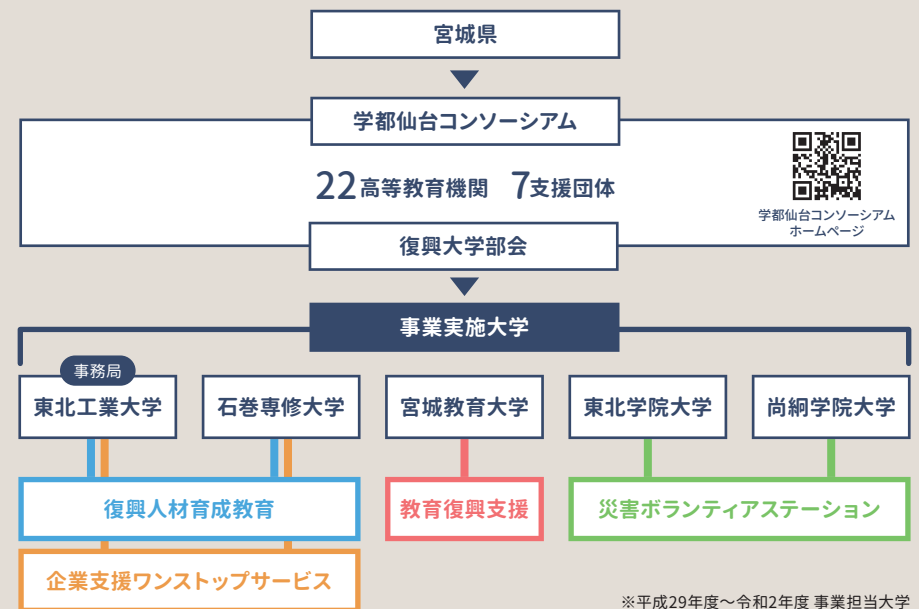 宮城県
学都仙台コンソーシアム
22高等教育機関 7支援団体
学都仙台コンソーシアム
ホームページ
復興大学部会
事業実施大学
事務局
東北工業大学
石巻専修大学
宮城教育大学
東北学院大学
尚絅学院大学
復興人材育成教育
教育復興支援
災害ボランティアステーション
企業支援ワンストップサービス
※平成29年度〜令和2年度 事業担当大学